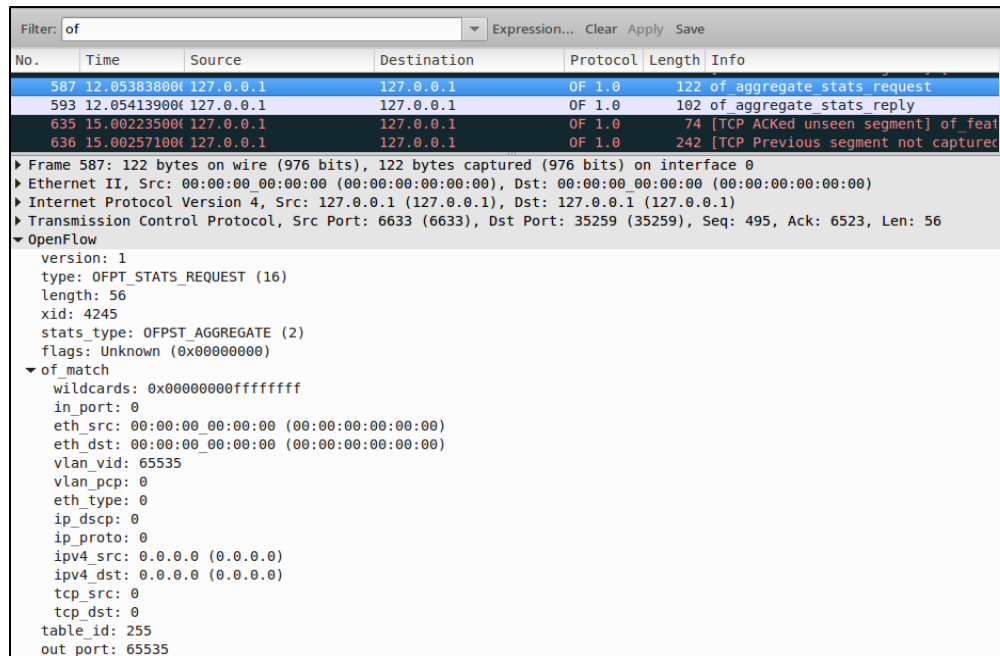 Filter: of Expression... Clear Apply Save
No. Time Source Destination Protocol Length Info
587 12.053838000 127.0.0.1 127.0.0.1 OF 1.0 122 of_aggregate_stats_request
593 12.054139000 127.0.0.1 127.0.0.1 OF 1.0 102 of_aggregate_stats_reply
635 15.002235000 127.0.0.1 127.0.0.1 OF 1.0 74 [TCP ACKed unseen segment] of_feat
636 15.002571000 127.0.0.1 127.0.0.1 OF 1.0 242 [TCP Previous segment not captured
Frame 587: 122 bytes on wire (976 bits), 122 bytes captured (976 bits) on interface 0
Ethernet II, Src: 00:00:00_00:00:00 (00:00:00:00:00:00), Dst: 00:00:00_00:00:00 (00:00:00:00:00:00)
Internet Protocol Version 4, Src: 127.0.0.1 (127.0.0.1), Dst: 127.0.0.1 (127.0.0.1)
Transmission Control Protocol, Src Port: 6633 (6633), Dst Port: 35259 (35259), Seq: 495, Ack: 6523, Len: 56
OpenFlow
version: 1
type: OFPT_STATS_REQUEST (16)
length: 56
xid: 4245
stats_type: OFPST_AGGREGATE (2)
flags: Unknown (0x00000000)
of_match
wildcards: 0x00000000ffffffff
in_port: 0
eth_src: 00:00:00_00:00:00 (00:00:00:00:00:00)
eth_dst: 00:00:00_00:00:00 (00:00:00:00:00:00)
vlan_vid: 65535
vlan_pcp: 0
eth_type: 0
ip_dscp: 0
ip_proto: 0
ipv4_src: 0.0.0.0 (0.0.0.0)
ipv4_dst: 0.0.0.0 (0.0.0.0)
tcp_src: 0
tcp_dst: 0
table_id: 255
out_port: 65535